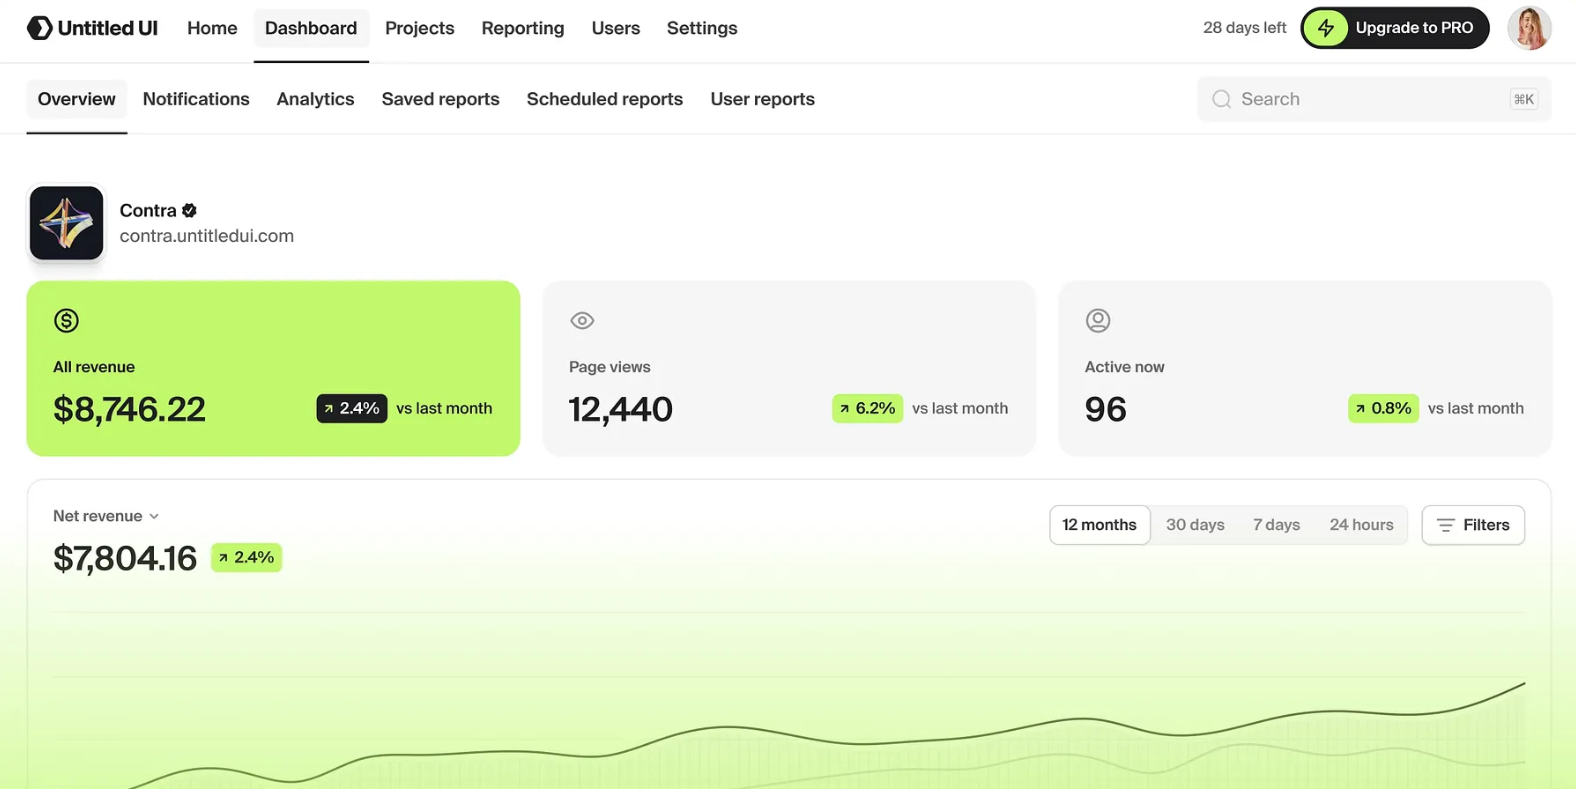 Untitled UI Home Dashboard Projects Reporting Users Settings 28 days left Upgrade to PRO
Overview Notifications Analytics Saved reports Scheduled reports User reports Search ⌘K
Contra
contra.untitledui.com
All revenue
$8,746.22 2.4% vs last month
Page views
12,440 6.2% vs last month
Active now
96 0.8% vs last month
Net revenue 12 months 30 days 7 days 24 hours Filters
$7,804.16 2.4%